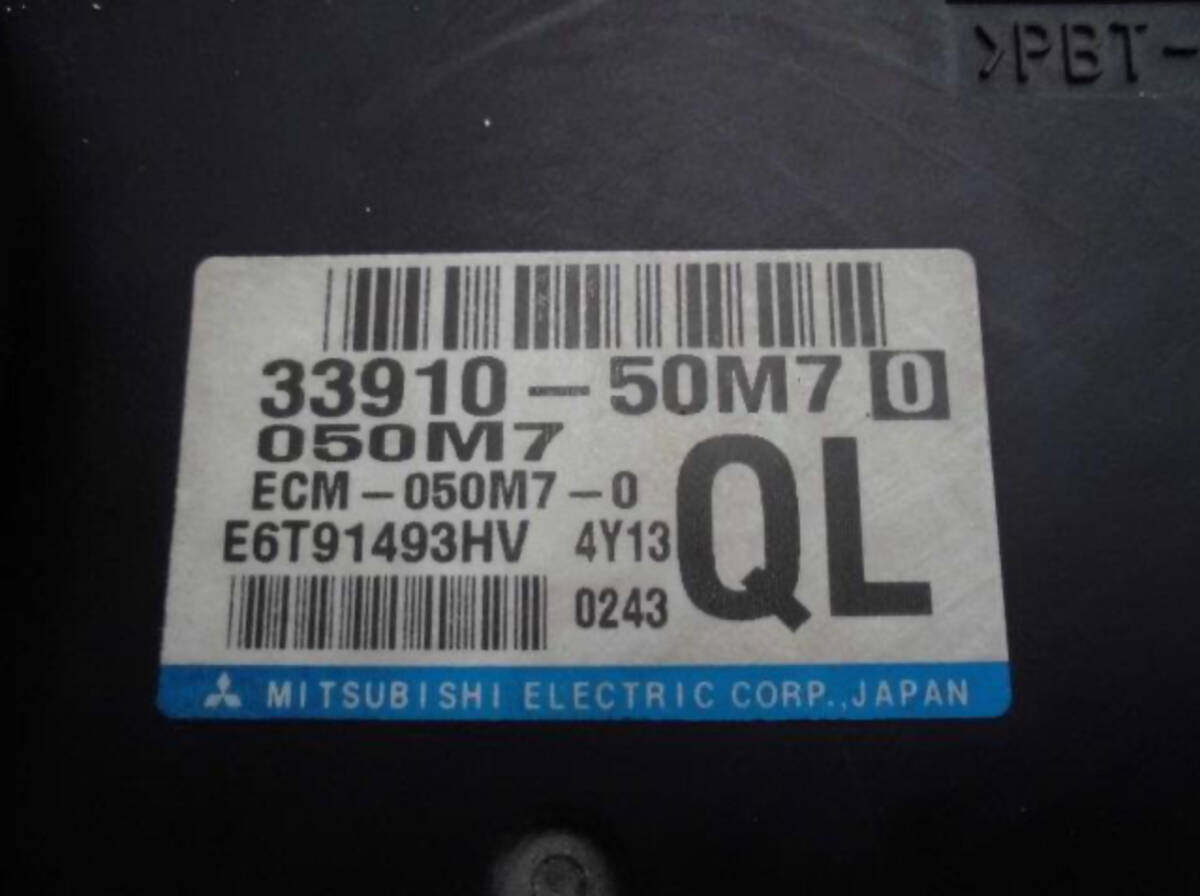 >PBT-
33910-50M7 0
050M7
ECM-050M7-0
E6T91493HV 4Y13
0243
QL
MITSUBISHI ELECTRIC CORP.,JAPAN